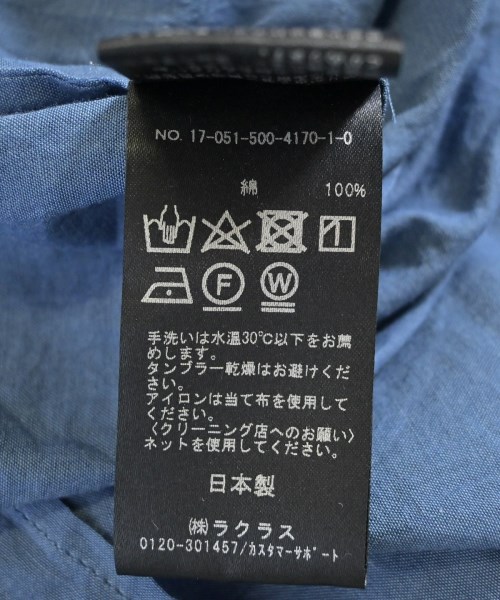 NO. 17-051-500-4170-1-0
綿 100%
F W
手洗いは水温30℃以下をお薦
めします。
タンブラー乾燥はお避けくだ
さい。
アイロンは当て布を使用して
ください。
〈クリーニング店へのお願い〉
ネットを使用してください。
日本製
㈱ラクラス
0120-301457/カスタマーサポート